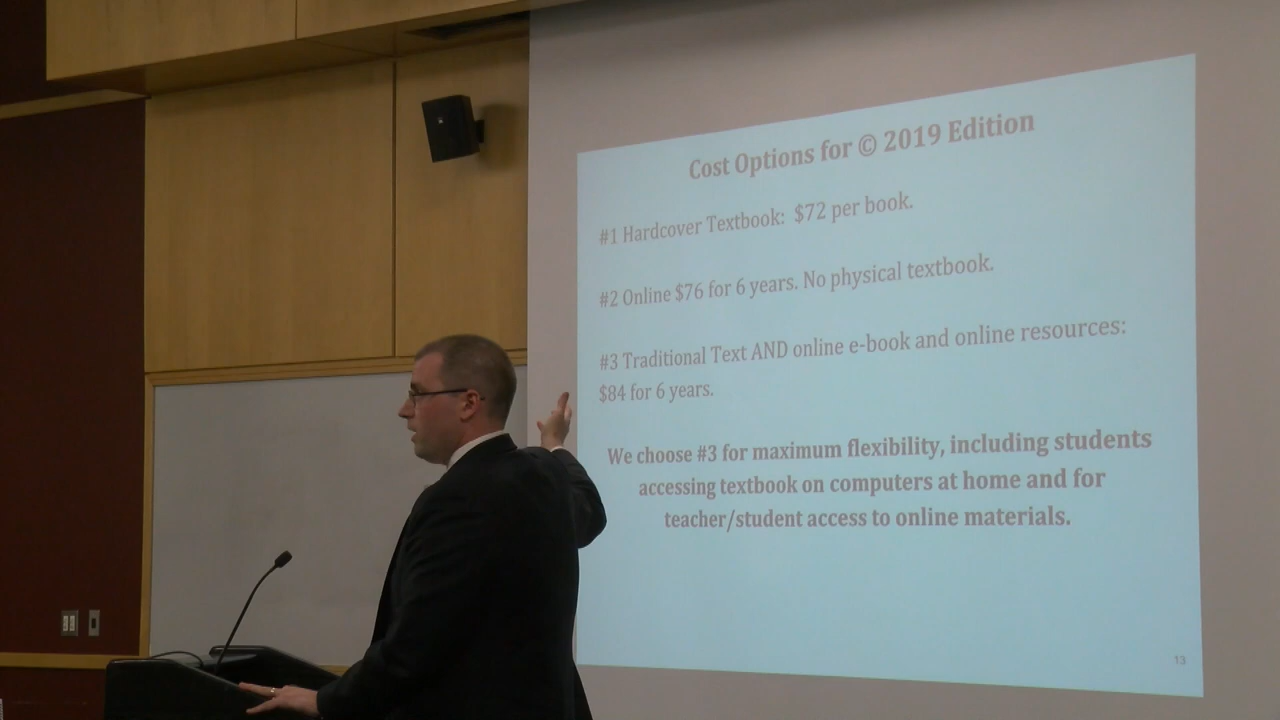 Cost Options for © 2019 Edition
#1 Hardcover Textbook: $72 per book.
#2 Online $76 for 6 years. No physical textbook.
#3 Traditional Text AND online e-book and online resources:
$84 for 6 years.
We choose #3 for maximum flexibility, including students
accessing textbook on computers at home and for
teacher/student access to online materials.
13